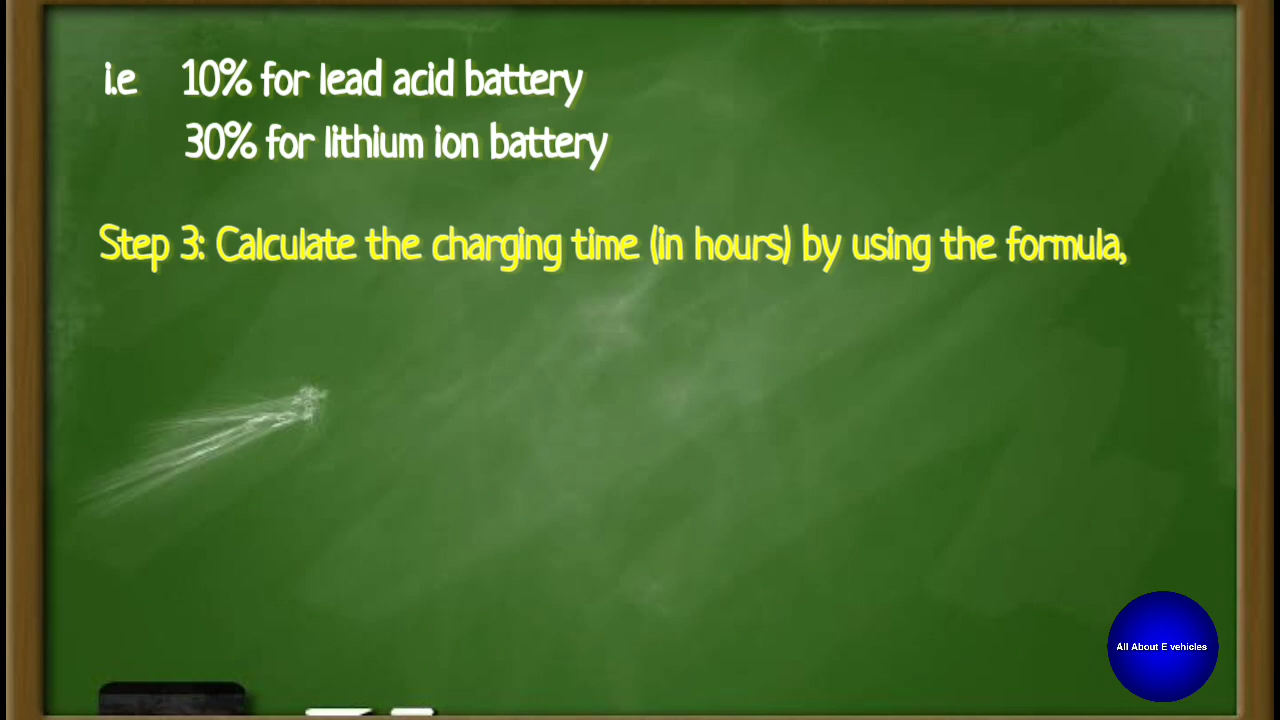 i.e 10% for lead acid battery
30% for lithium ion battery
Step 3: Calculate the charging time (in hours) by using the formula,
All About E vehicles